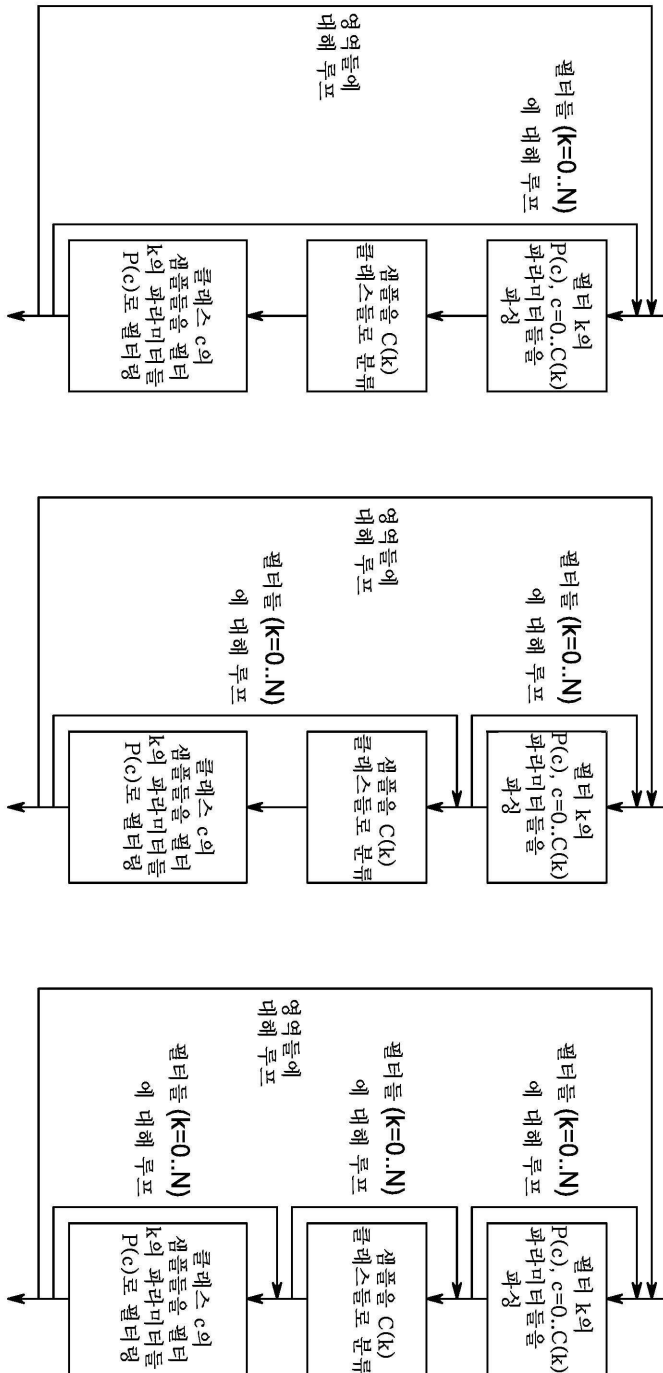 필터 k의
P(c), c=0..C(k)
파라미터들을
파싱
필터들 (k=0..N)
에 대해 루프
영역들에
대해 루프
샘플을 C(k)
클래스들로 분류
클래스 c의
샘플들을 필터
k의 파라미터들
P(c)로 필터링
필터 k의
P(c), c=0..C(k)
파라미터들을
파싱
필터들 (k=0..N)
에 대해 루프
영역들에
대해 루프
샘플을 C(k)
클래스들로 분류
필터들 (k=0..N)
에 대해 루프
클래스 c의
샘플들을 필터
k의 파라미터들
P(c)로 필터링
필터 k의
P(c), c=0..C(k)
파라미터들을
파싱
필터들 (k=0..N)
에 대해 루프
샘플을 C(k)
클래스들로 분류
필터들 (k=0..N)
에 대해 루프
영역들에
대해 루프
클래스 c의
샘플들을 필터
k의 파라미터들
P(c)로 필터링
필터들 (k=0..N)
에 대해 루프